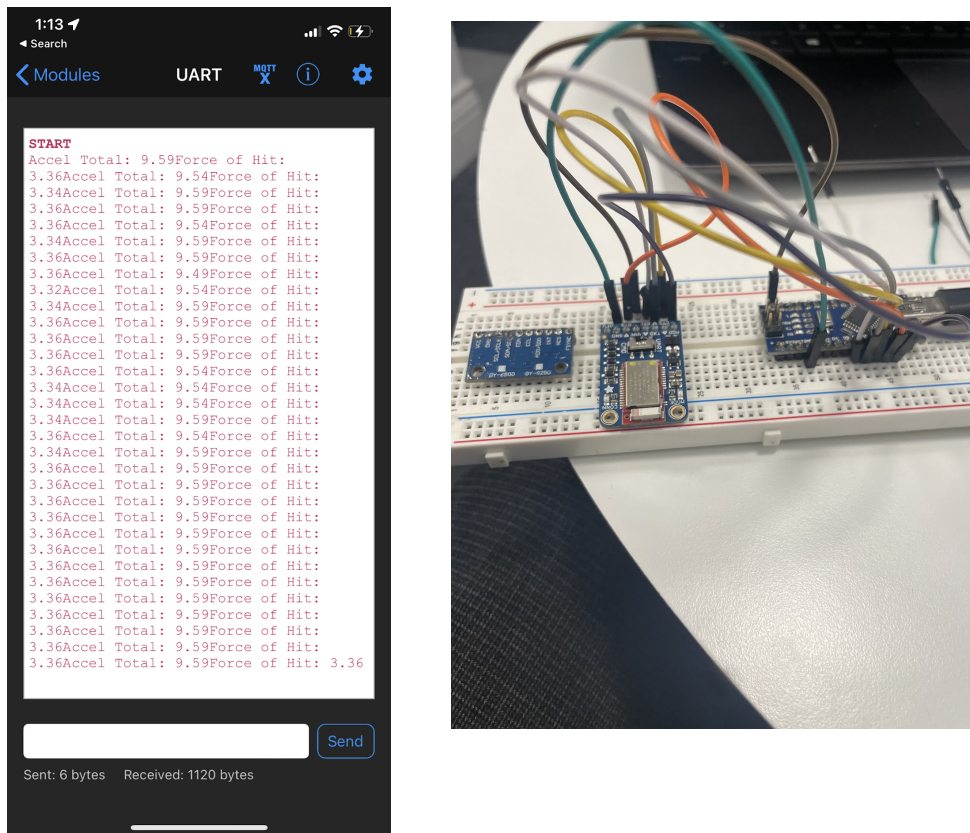 1:13
Search
Modules
UART
MQTT
X
START
Accel Total: 9.59Force of Hit:
3.36Accel Total: 9.54Force of Hit:
3.34Accel Total: 9.59Force of Hit:
3.36Accel Total: 9.59Force of Hit:
3.36Accel Total: 9.54Force of Hit:
3.34Accel Total: 9.59Force of Hit:
3.36Accel Total: 9.59Force of Hit:
3.36Accel Total: 9.49Force of Hit:
3.32Accel Total: 9.54Force of Hit:
3.34Accel Total: 9.59Force of Hit:
3.36Accel Total: 9.59Force of Hit:
3.36Accel Total: 9.59Force of Hit:
3.36Accel Total: 9.59Force of Hit:
3.36Accel Total: 9.54Force of Hit:
3.34Accel Total: 9.54Force of Hit:
3.34Accel Total: 9.54Force of Hit:
3.34Accel Total: 9.59Force of Hit:
3.36Accel Total: 9.54Force of Hit:
3.34Accel Total: 9.59Force of Hit:
3.36Accel Total: 9.59Force of Hit:
3.36Accel Total: 9.59Force of Hit:
3.36Accel Total: 9.59Force of Hit:
3.36Accel Total: 9.59Force of Hit:
3.36Accel Total: 9.59Force of Hit:
3.36Accel Total: 9.59Force of Hit:
3.36Accel Total: 9.59Force of Hit:
3.36Accel Total: 9.59Force of Hit:
3.36Accel Total: 9.59Force of Hit:
3.36Accel Total: 9.59Force of Hit:
3.36Accel Total: 9.59Force of Hit:
3.36Accel Total: 9.59Force of Hit:
3.36Accel Total: 9.59Force of Hit: 3.36
Send
Sent: 6 bytes
Received: 1120 bytes